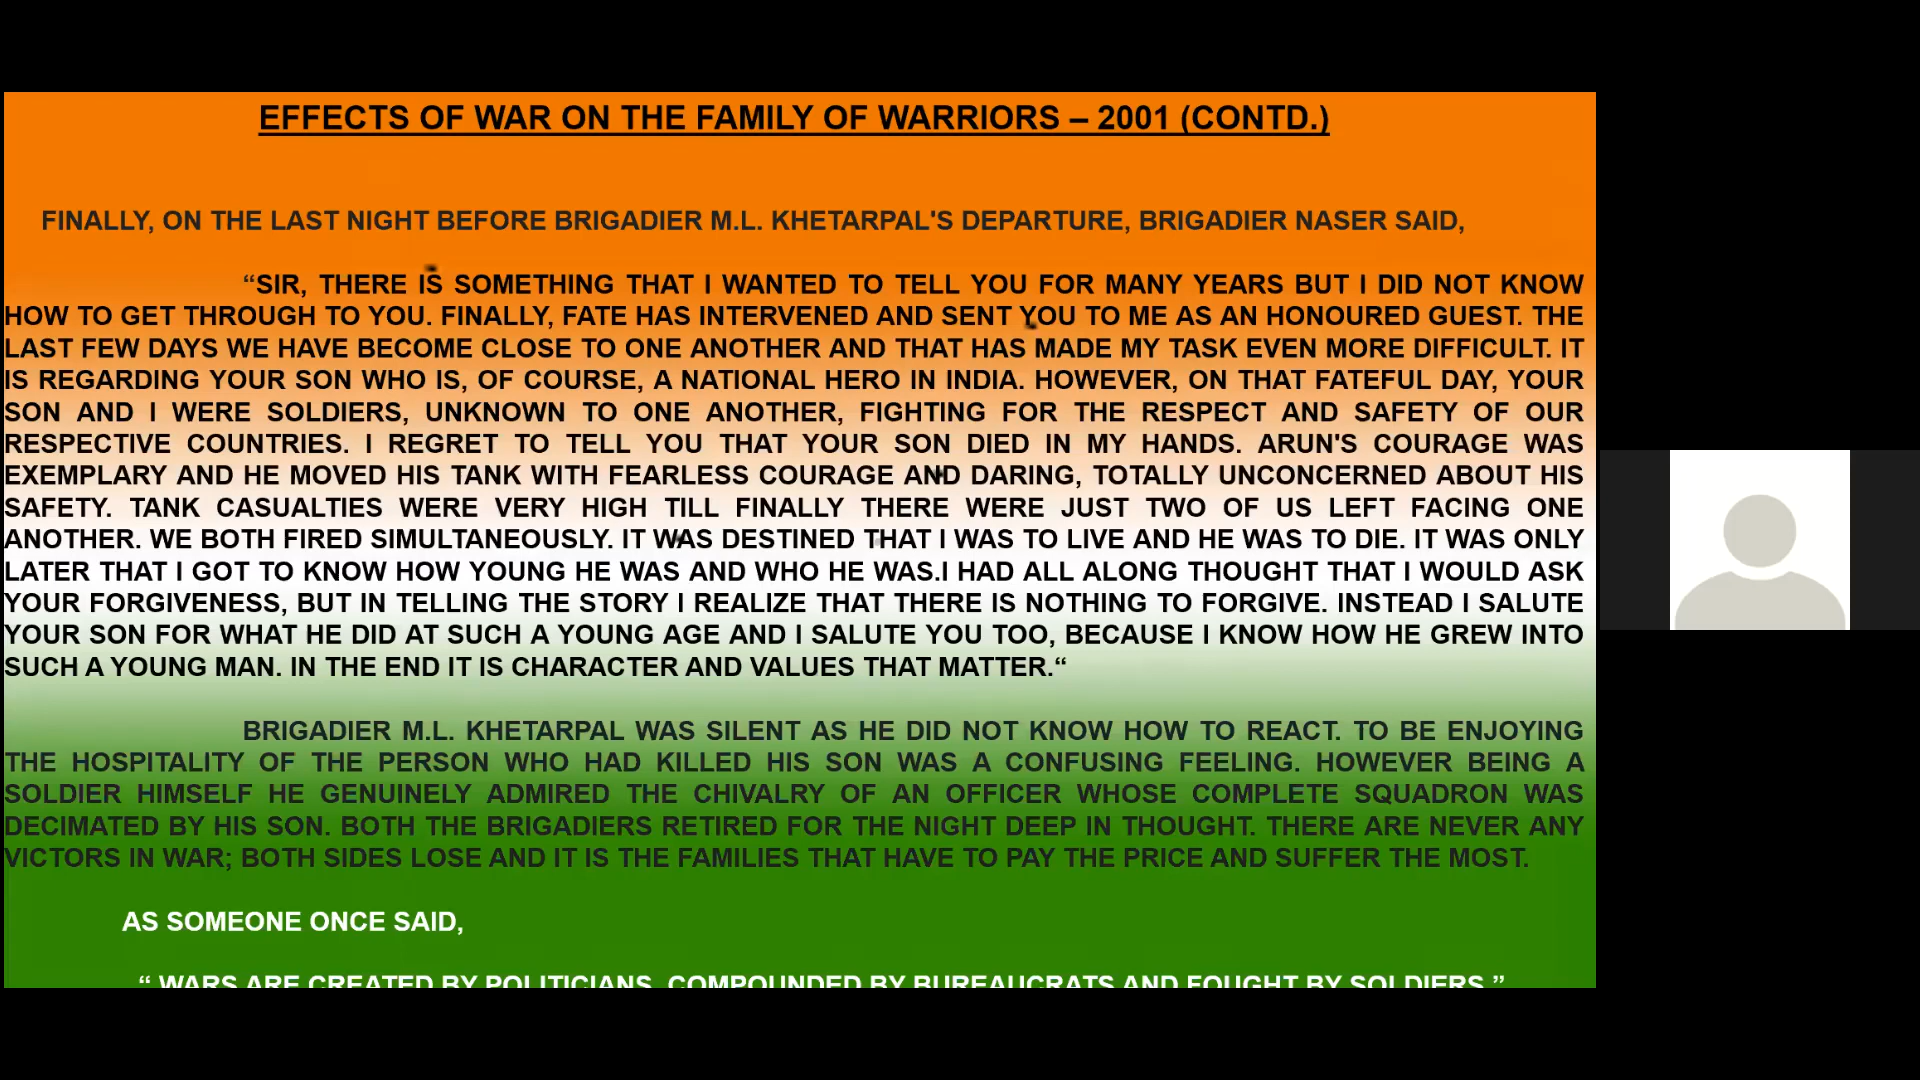 EFFECTS OF WAR ON THE FAMILY OF WARRIORS – 2001 (CONTD.)
FINALLY, ON THE LAST NIGHT BEFORE BRIGADIER M.L. KHETARPAL'S DEPARTURE, BRIGADIER NASER SAID,
“SIR, THERE IS SOMETHING THAT I WANTED TO TELL YOU FOR MANY YEARS BUT I DID NOT KNOW
HOW TO GET THROUGH TO YOU. FINALLY, FATE HAS INTERVENED AND SENT YOU TO ME AS AN HONOURED GUEST. THE
LAST FEW DAYS WE HAVE BECOME CLOSE TO ONE ANOTHER AND THAT HAS MADE MY TASK EVEN MORE DIFFICULT. IT
IS REGARDING YOUR SON WHO IS, OF COURSE, A NATIONAL HERO IN INDIA. HOWEVER, ON THAT FATEFUL DAY, YOUR
SON AND I WERE SOLDIERS, UNKNOWN TO ONE ANOTHER, FIGHTING FOR THE RESPECT AND SAFETY OF OUR
RESPECTIVE COUNTRIES. I REGRET TO TELL YOU THAT YOUR SON DIED IN MY HANDS. ARUN'S COURAGE WAS
EXEMPLARY AND HE MOVED HIS TANK WITH FEARLESS COURAGE AND DARING, TOTALLY UNCONCERNED ABOUT HIS
SAFETY. TANK CASUALTIES WERE VERY HIGH TILL FINALLY THERE WERE JUST TWO OF US LEFT FACING ONE
ANOTHER. WE BOTH FIRED SIMULTANEOUSLY. IT WAS DESTINED THAT I WAS TO LIVE AND HE WAS TO DIE. IT WAS ONLY
LATER THAT I GOT TO KNOW HOW YOUNG HE WAS AND WHO HE WAS.I HAD ALL ALONG THOUGHT THAT I WOULD ASK
YOUR FORGIVENESS, BUT IN TELLING THE STORY I REALIZE THAT THERE IS NOTHING TO FORGIVE. INSTEAD I SALUTE
YOUR SON FOR WHAT HE DID AT SUCH A YOUNG AGE AND I SALUTE YOU TOO, BECAUSE I KNOW HOW HE GREW INTO
SUCH A YOUNG MAN. IN THE END IT IS CHARACTER AND VALUES THAT MATTER.“
BRIGADIER M.L. KHETARPAL WAS SILENT AS HE DID NOT KNOW HOW TO REACT. TO BE ENJOYING
THE HOSPITALITY OF THE PERSON WHO HAD KILLED HIS SON WAS A CONFUSING FEELING. HOWEVER BEING A
SOLDIER HIMSELF HE GENUINELY ADMIRED THE CHIVALRY OF AN OFFICER WHOSE COMPLETE SQUADRON WAS
DECIMATED BY HIS SON. BOTH THE BRIGADIERS RETIRED FOR THE NIGHT DEEP IN THOUGHT. THERE ARE NEVER ANY
VICTORS IN WAR; BOTH SIDES LOSE AND IT IS THE FAMILIES THAT HAVE TO PAY THE PRICE AND SUFFER THE MOST.
AS SOMEONE ONCE SAID,
“ WARS ARE CREATED BY POLITICIANS, COMPOUNDED BY BUREAUCRATS AND FOUGHT BY SOLDIERS.”